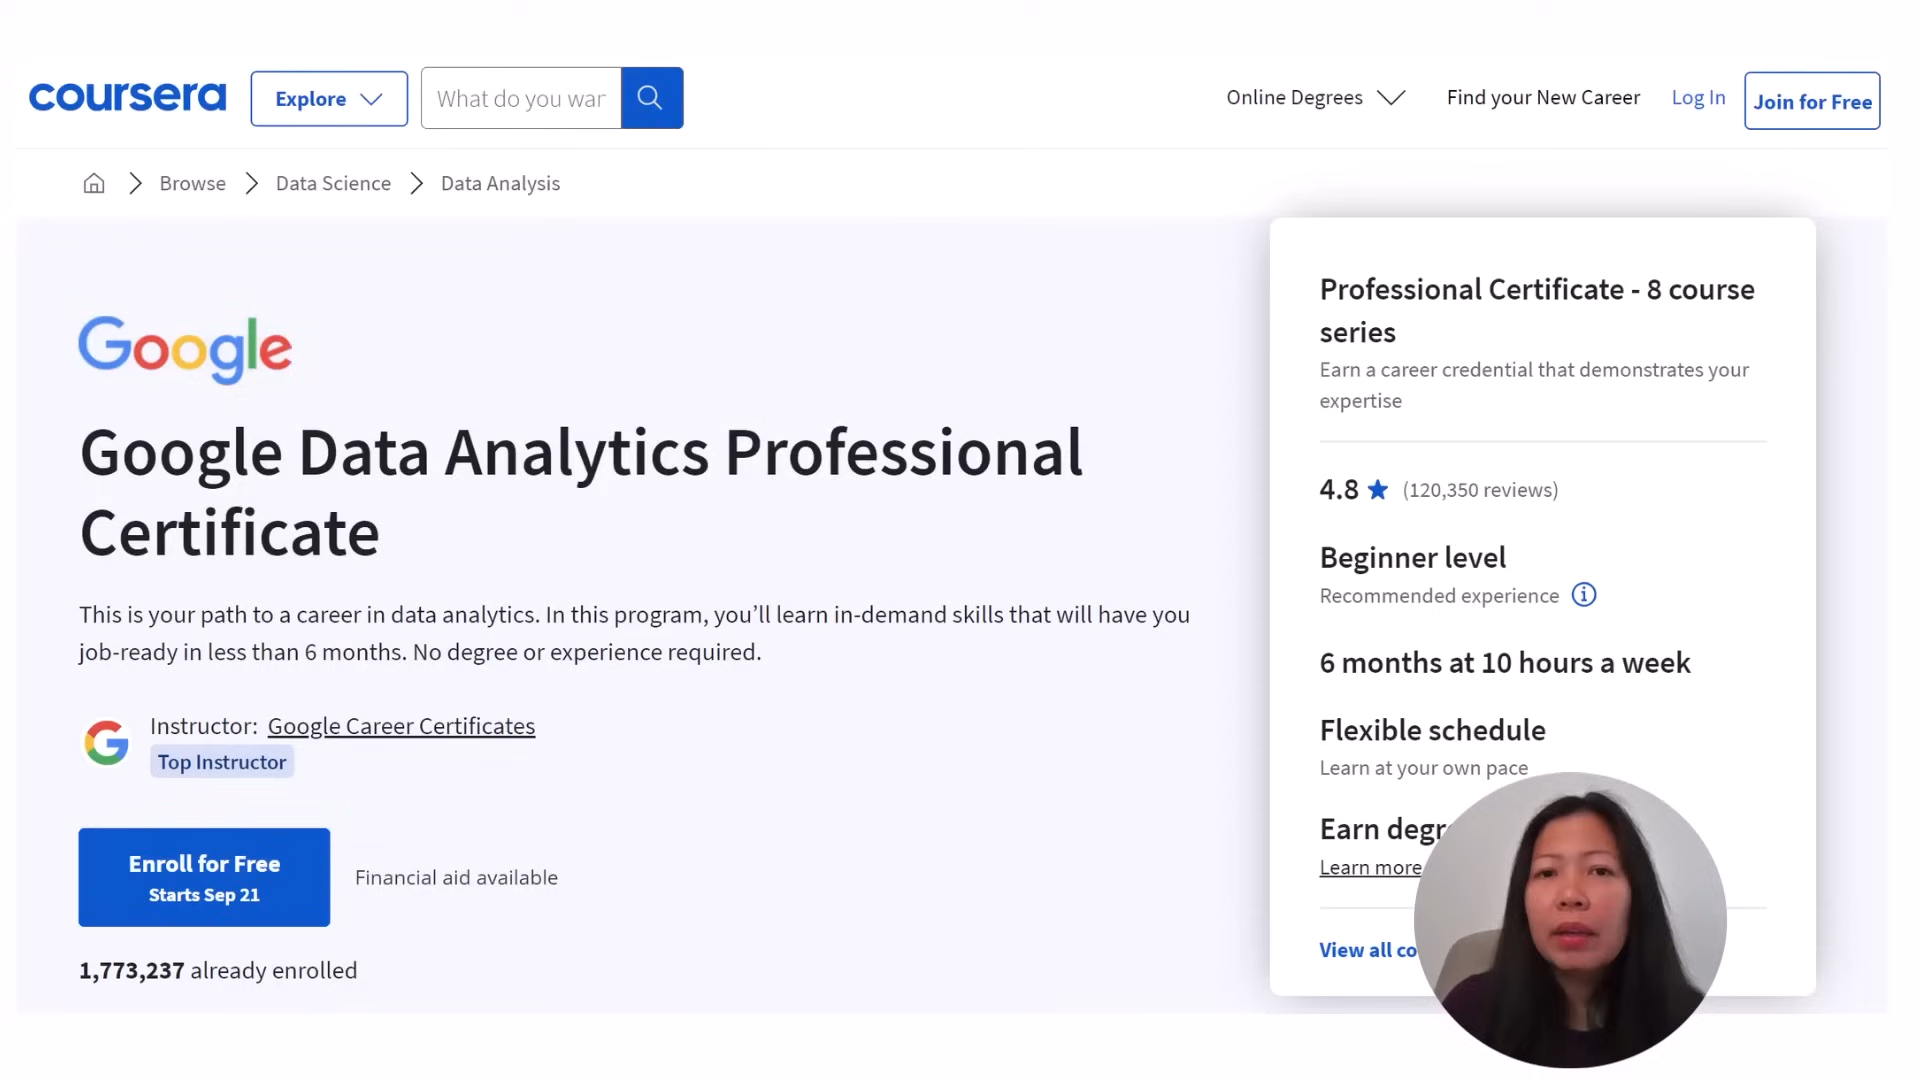 coursera
Explore
What do you wan
Online Degrees
Find your New Career
Log In
Join for Free
Browse
Data Science
Data Analysis
Google
Google Data Analytics Professional
Certificate
This is your path to a career in data analytics. In this program, you’ll learn in-demand skills that will have you
job-ready in less than 6 months. No degree or experience required.
Instructor: Google Career Certificates
Top Instructor
Enroll for Free
Starts Sep 21
Financial aid available
1,773,237 already enrolled
Professional Certificate - 8 course
series
Earn a career credential that demonstrates your
expertise
4.8 ★ (120,350 reviews)
Beginner level
Recommended experience
6 months at 10 hours a week
Flexible schedule
Learn at your own pace
Earn degr
Learn more
View all co